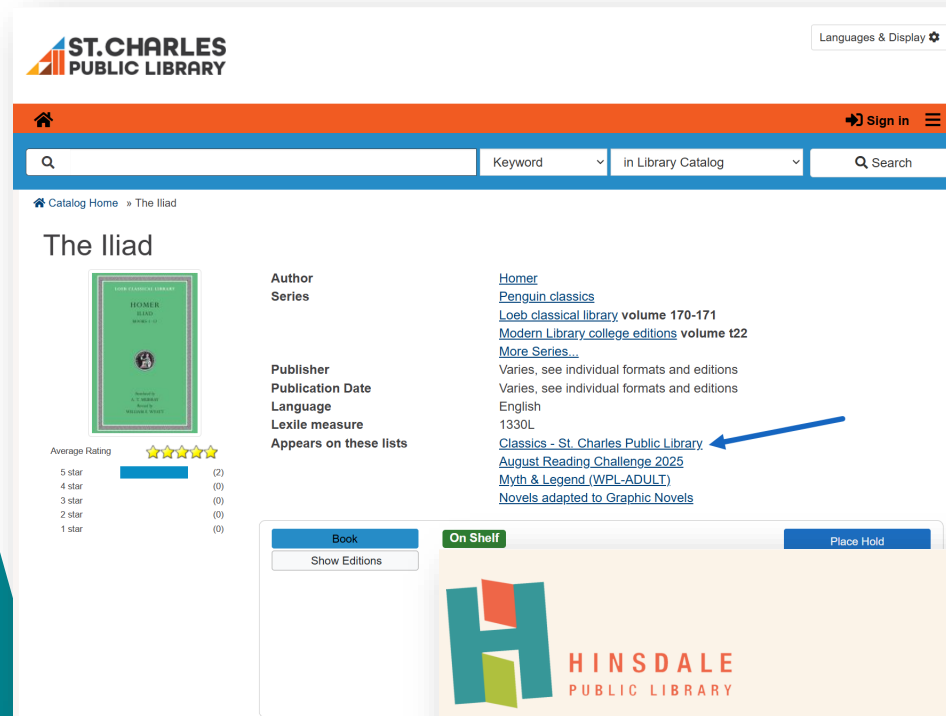 ST.CHARLES
PUBLIC LIBRARY
Languages & Display
Sign in
Keyword
in Library Catalog
Search
Catalog Home » The Iliad
The Iliad
LOEB CLASSICAL LIBRARY
HOMER
ILIAD
Author Homer
Series Penguin classics
Loeb classical library volume 170-171
Modern Library college editions volume t22
More Series...
Publisher Varies, see individual formats and editions
Publication Date Varies, see individual formats and editions
Language English
Lexile measure 1330L
Appears on these lists Classics - St. Charles Public Library
August Reading Challenge 2025
Myth & Legend (WPL-ADULT)
Novels adapted to Graphic Novels
Average Rating
5 star (2)
4 star (0)
3 star (0)
2 star (0)
1 star (0)
Book
Show Editions
On Shelf
Place Hold
HINSDALE
PUBLIC LIBRARY